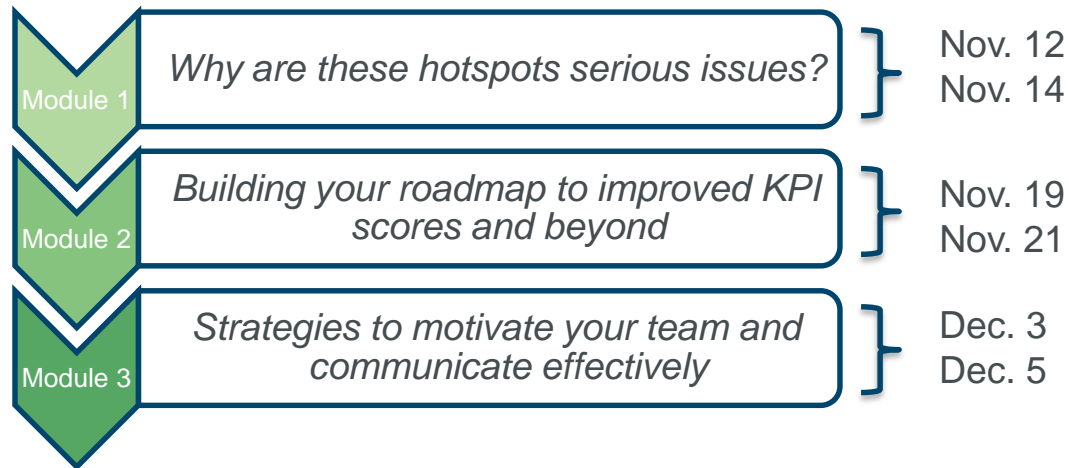 Module 1
Why are these hotspots serious issues?
Nov. 12
Nov. 14
Module 2
Building your roadmap to improved KPI
scores and beyond
Nov. 19
Nov. 21
Module 3
Strategies to motivate your team and
communicate effectively
Dec. 3
Dec. 5